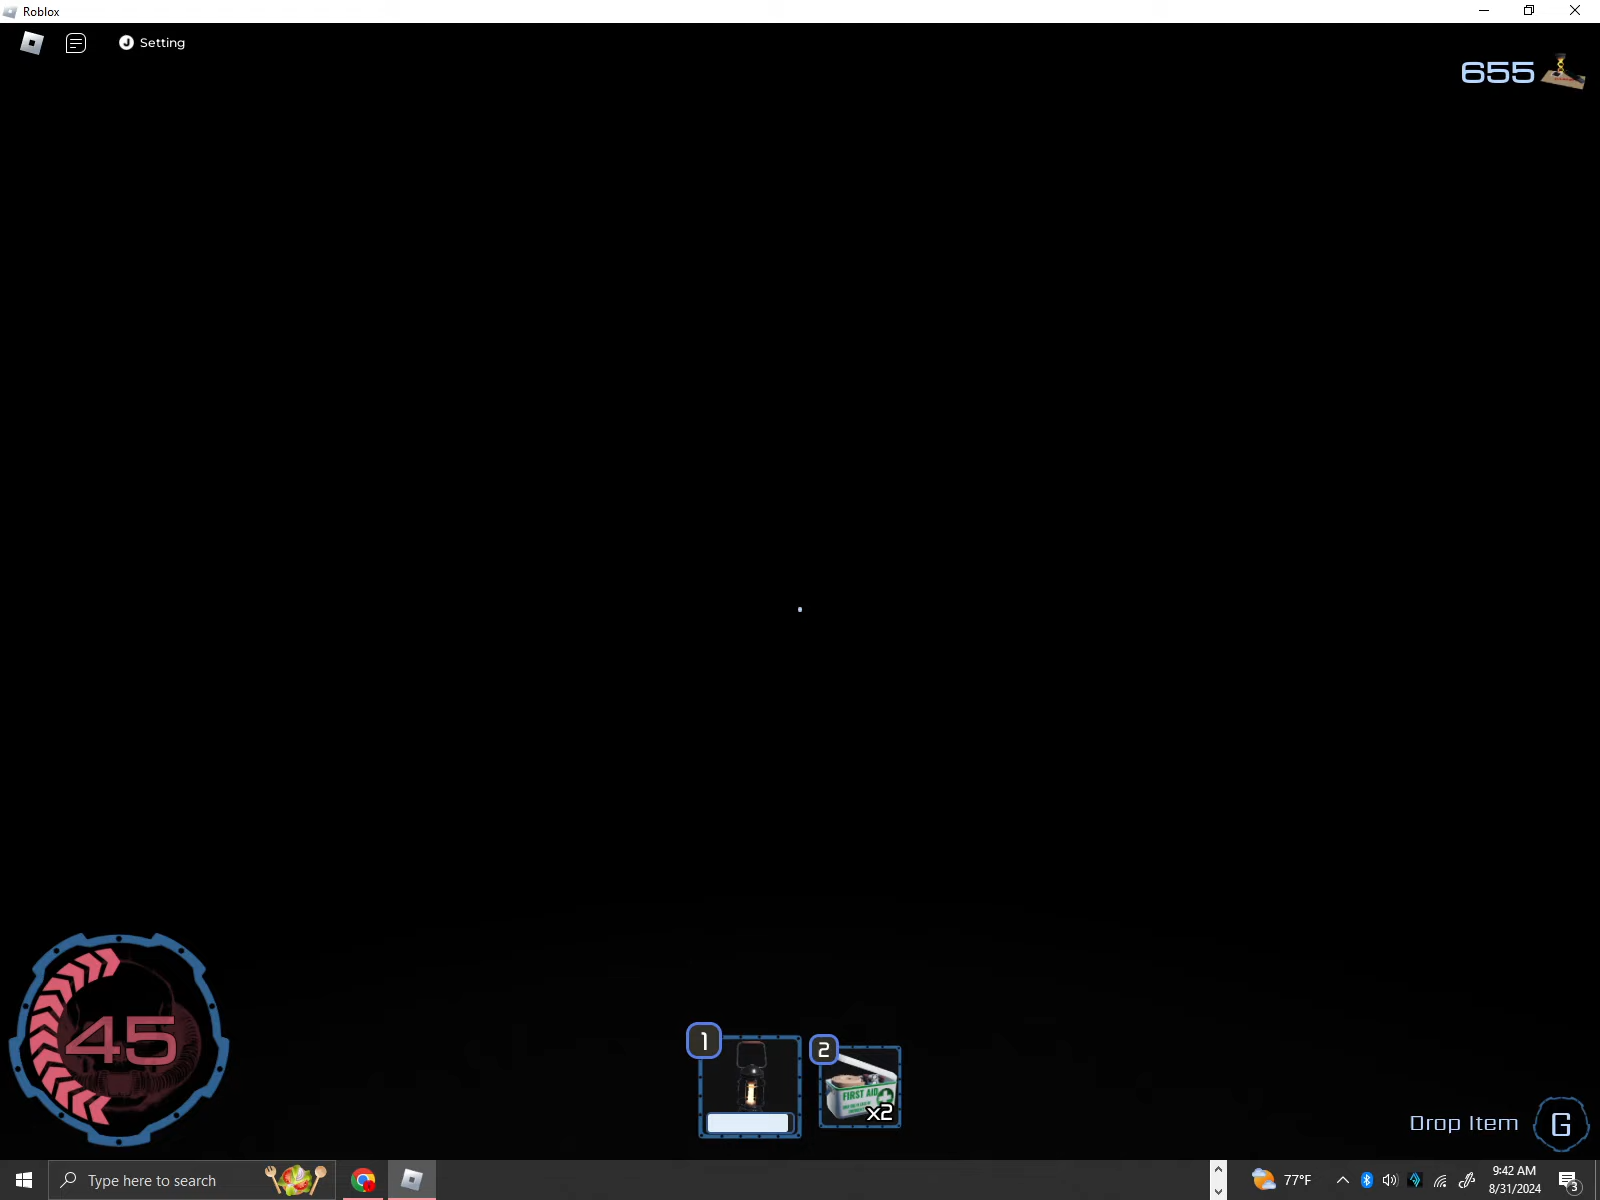 Roblox
J Setting
655
45
1
2
FIRST AID
x2
Drop Item G
Type here to search
77°F
9:42 AM
8/31/2024
3